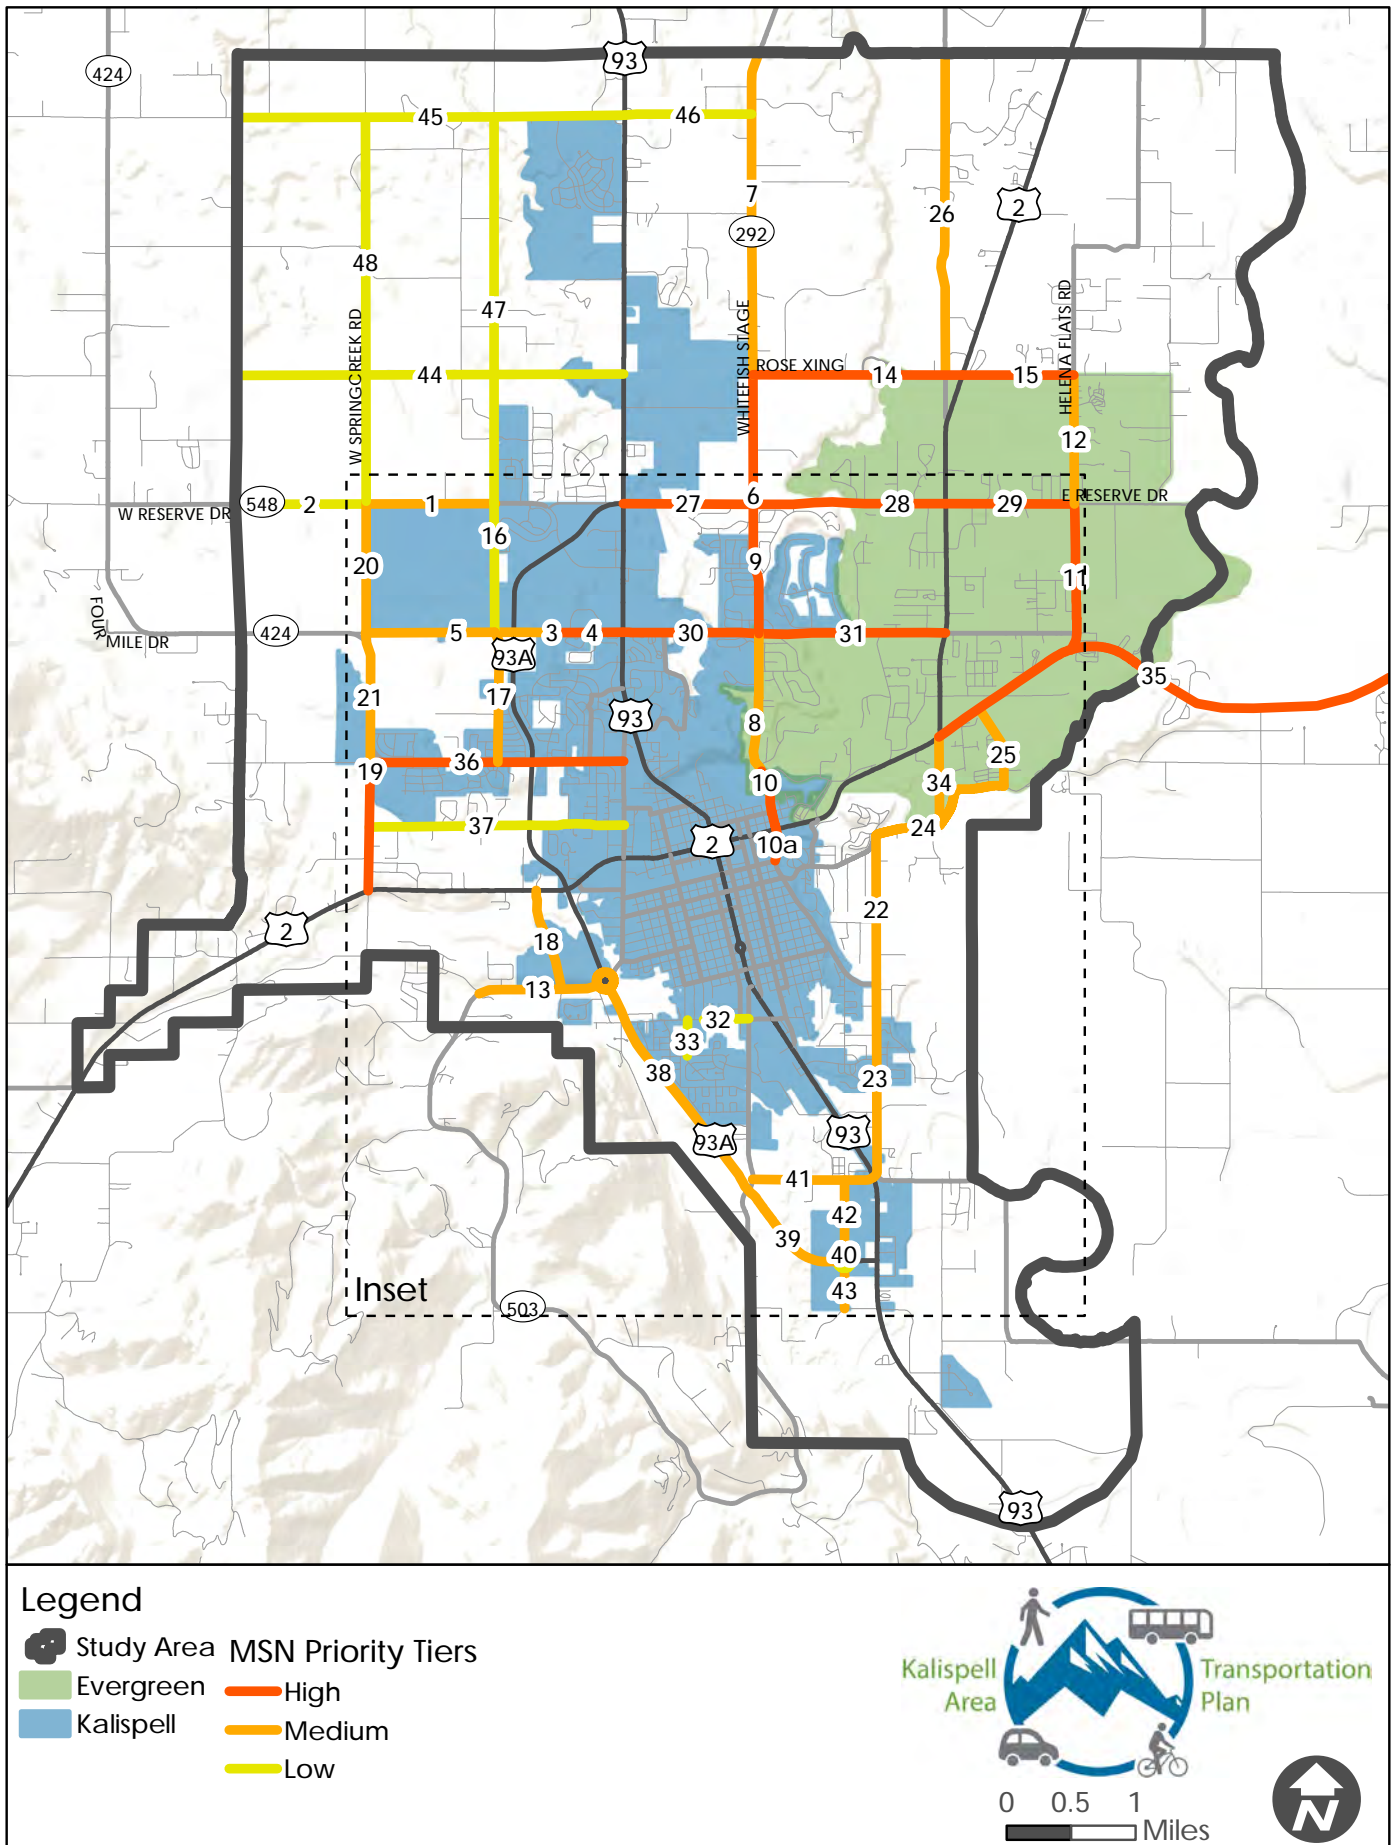 93
424
45
46
7
26
2
292
48
47
W SPRINGCREEK RD
WHITEFISH STAGE
HELENA FLATS RD
44
ROSE XING
14
15
12
548
2
1
27
6
28
29
E RESERVE DR
W RESERVE DR
16
20
9
11
FOUR MILE DR
424
5
3
4
30
31
93A
35
21
17
93
8
25
19
36
10
34
37
2
10a
24
22
2
18
13
32
33
38
23
93A
93
41
42
39
40
43
Inset
503
93
Legend
Study Area
MSN Priority Tiers
Evergreen
High
Kalispell
Medium
Low
Kalispell
Area
Transportation
Plan
0 0.5 1
Miles
N